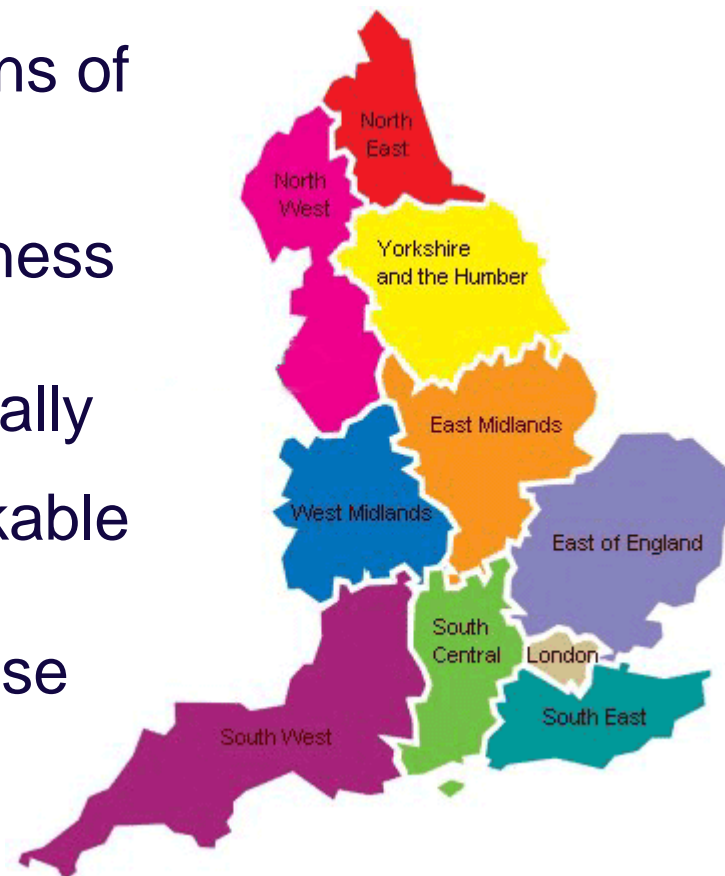 ns of
ness
ally
kable
se
North
East
North
West
Yorkshire
and the Humber
East Midlands
West Midlands
East of England
South
Central
London
South East
South West